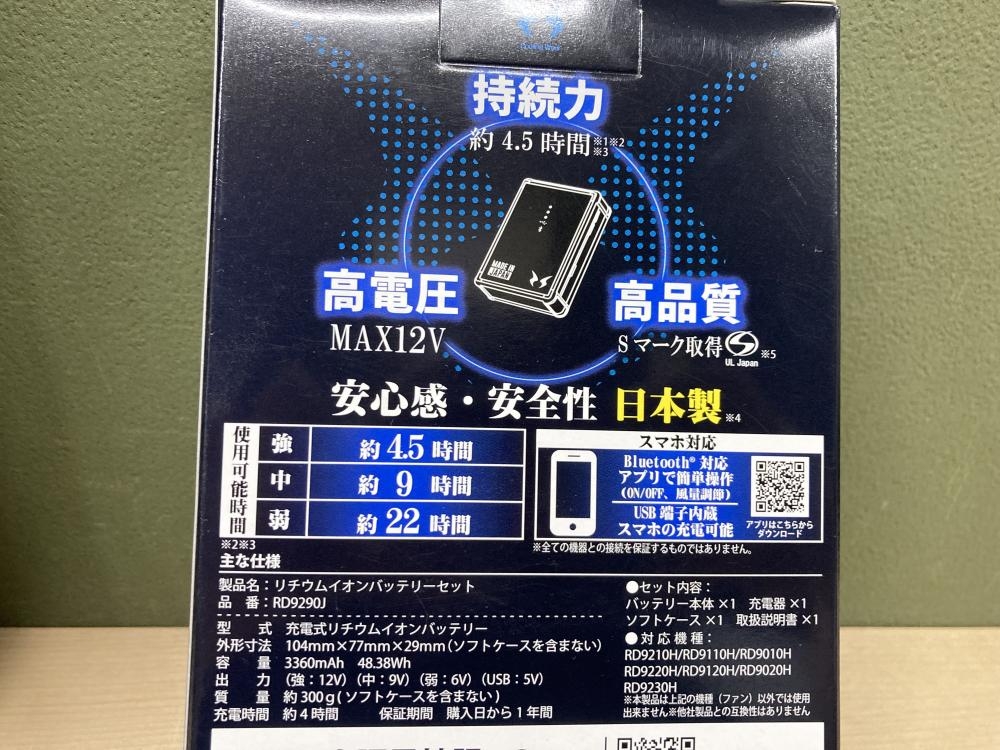 持続力
約 4.5 時間※1※2
※3
MADE IN
JAPAN
高電圧
MAX12V
高品質
Sマーク取得
※5
UL Japan
安心感・安全性 日本製※4
使用可能時間
強 約 4.5 時間
中 約 9 時間
弱 約 22 時間
※2※3
スマホ対応
Bluetooth® 対応
アプリで簡単操作
(ON/OFF、風量調節)
USB 端子内蔵
スマホの充電可能
アプリはこちらから
ダウンロード
※全ての機器との接続を保証するものではありません。
主な仕様
製品名：リチウムイオンバッテリーセット
品 番：RD9290J
型 式 充電式リチウムイオンバッテリー
外形寸法 104mm×77mm×29mm（ソフトケースを含まない）
容 量 3360mAh 48.38Wh
出 力（強：12V）（中：9V）（弱：6V）（USB：5V）
質 量 約300g（ソフトケースを含まない）
充電時間 約4時間 保証期間 購入日から1年間
●セット内容：
バッテリー本体×1 充電器×1
ソフトケース×1 取扱説明書×1
●対応機種：
RD9210H/RD9110H/RD9010H
RD9220H/RD9120H/RD9020H
RD9230H
※本製品は上記の機種（ファン）以外では使用
出来ません※他社製品との互換性はありません